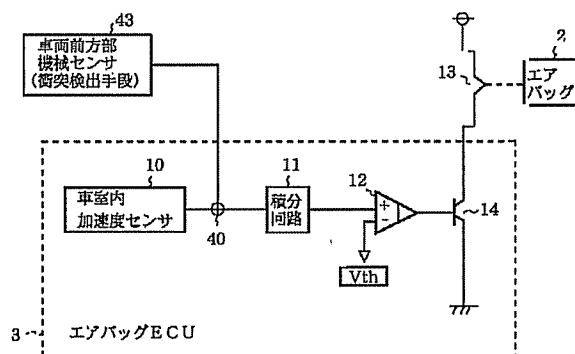 43
車両前方部
機械センサ
(衝突検出手段)
2
エア
バッグ
13
10
車室内
加速度センサ
40
11
積分
回路
12
+
-
Vth
14
3
エアバッグECU